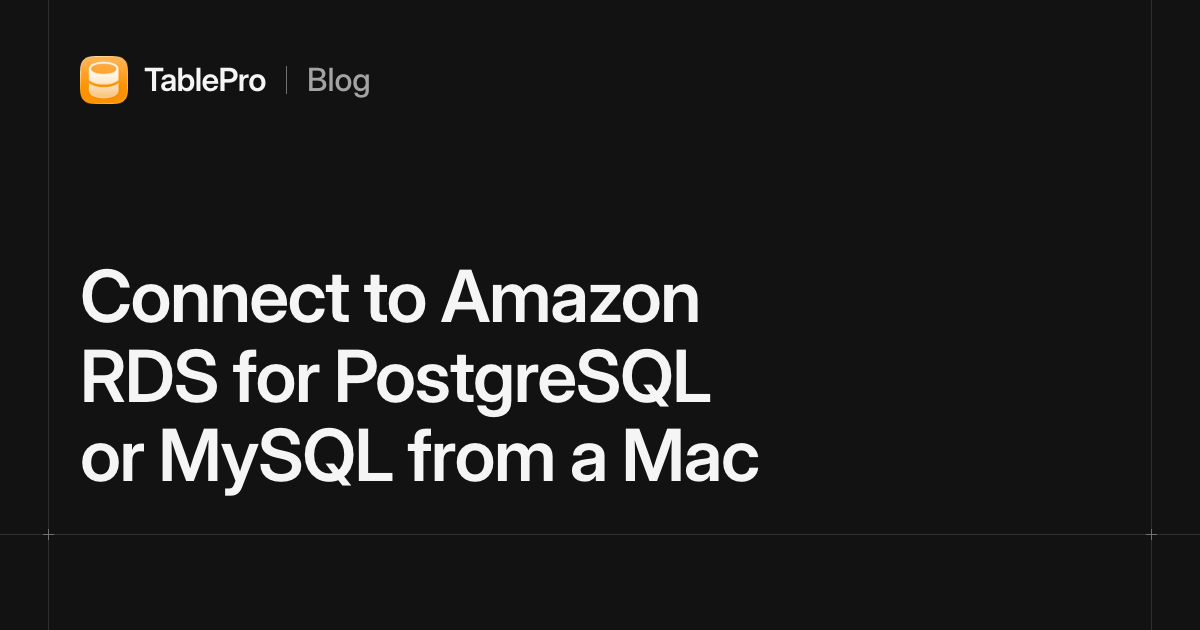 TablePro | Blog
Connect to Amazon
RDS for PostgreSQL
or MySQL from a Mac